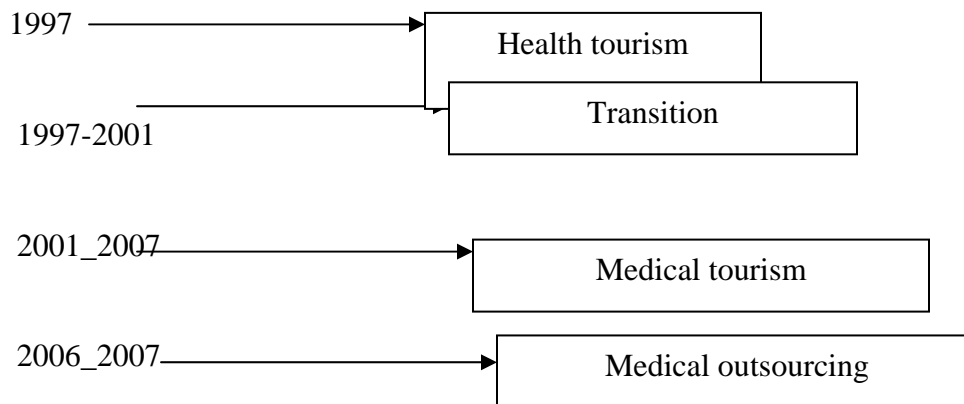 1997
Health tourism
Transition
1997-2001
2001_2007
Medical tourism
2006_2007
Medical outsourcing